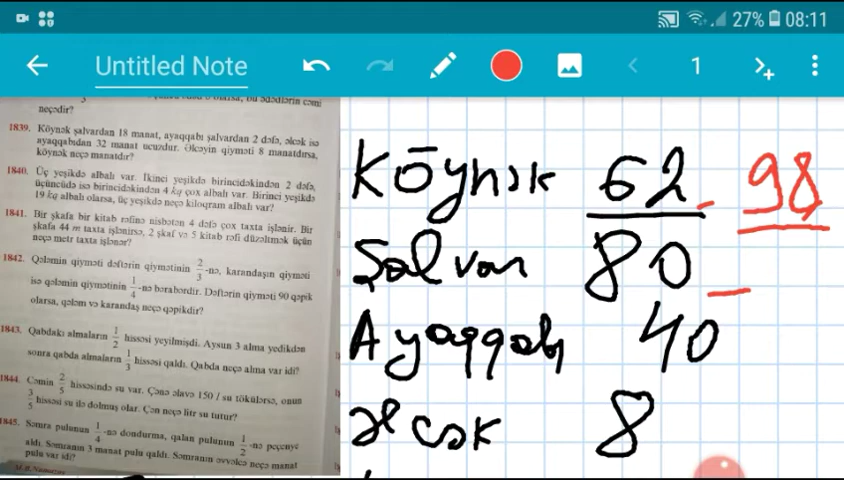 27% 08:11
Untitled Note
1
neçədir?
1839. Köynək şalvardan 18 manat, ayaqqabı şalvardan 2 dəfə, əlcək isə
ayaqqabıdan 32 manat ucuzdur. Əlcəyin qiyməti 8 manatdırsa,
köynək neçə manatdır?
1840. Üç yeşikdə albalı var. İkinci yeşikdə birincidəkindən 2 dəfə,
üçüncüdə isə birincidəkindən 4 kq çox albalı var. Birinci yeşikdə
19 kq albalı olarsa, üç yeşikdə neçə kiloqram albalı var?
1841. Bir şkafa bir kitab rəfinə nisbətən 4 dəfə çox taxta işlənir. Bir
şkafa 44 m taxta işlənirsə, 2 şkaf və 5 kitab rəfi düzəltmək üçün
neçə metr taxta işlənər?
1842. Qələmin qiyməti dəftərin qiymətinin 2/3-nə, karandaşın qiyməti
isə qələmin qiymətinin 1/4-nə bərabərdir. Dəftərin qiyməti 90 qəpik
olarsa, qələm və karandaş neçə qəpikdir?
1843. Qabdakı almaların 1/2 hissəsi yeyilmişdi. Aysun 3 alma yedikdən
sonra qabda almaların 1/3 hissəsi qaldı. Qabda neçə alma var idi?
1844. Çəmin 2/5 hissəsində su var. Çənə əlavə 150 l su tökülərsə, onun
3/5 hissəsi su ilə dolmuş olar. Çən neçə litr su tutur?
1845. Səmra pulunun 1/4-nə dondurma, qalan pulunun 1/2-nə peçenye
aldı. Səmranın 3 manat pulu qaldı. Səmranın əvvəlcə neçə manat
pulu var idi?
Köynək 62 - 98
Şalvar 80 -
Ayaqqabı 40
Əlcək 8